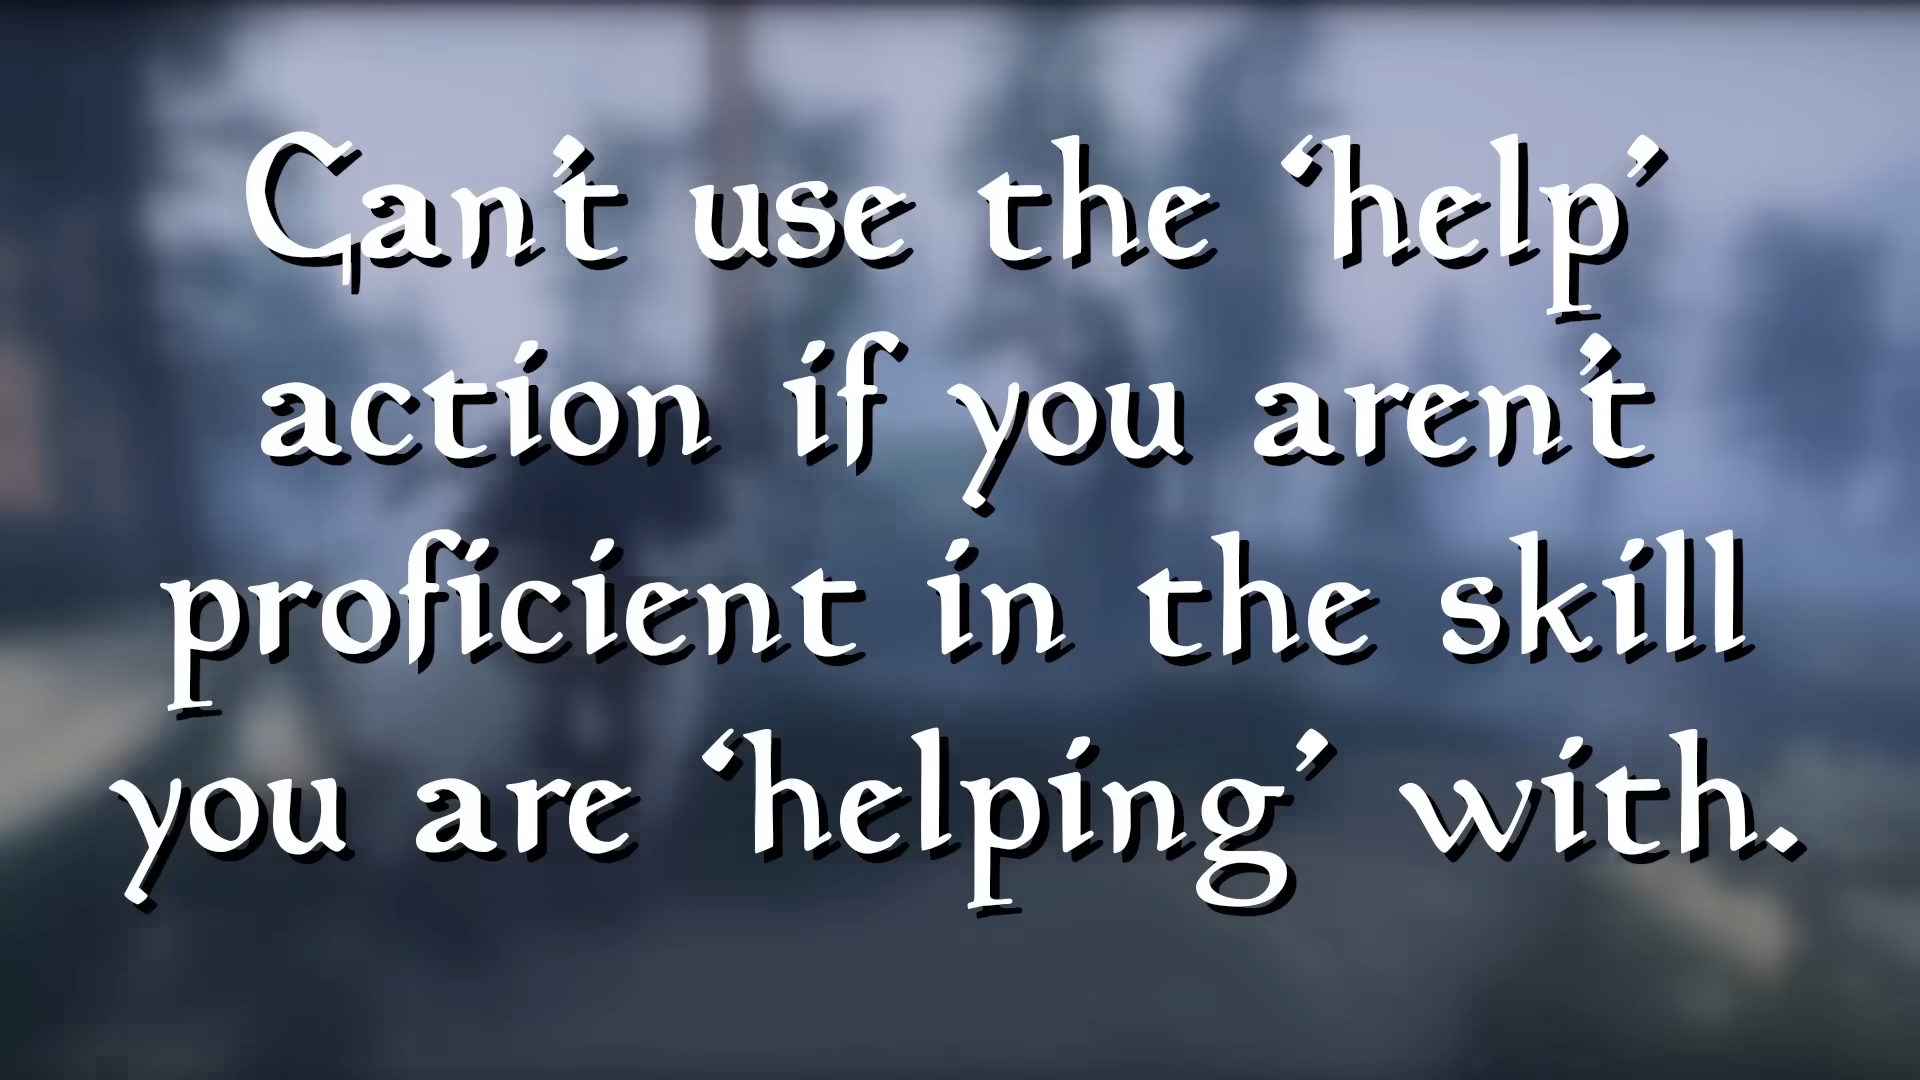 Can't use the ‘help’
action if you aren't
proficient in the skill
you are ‘helping’ with.